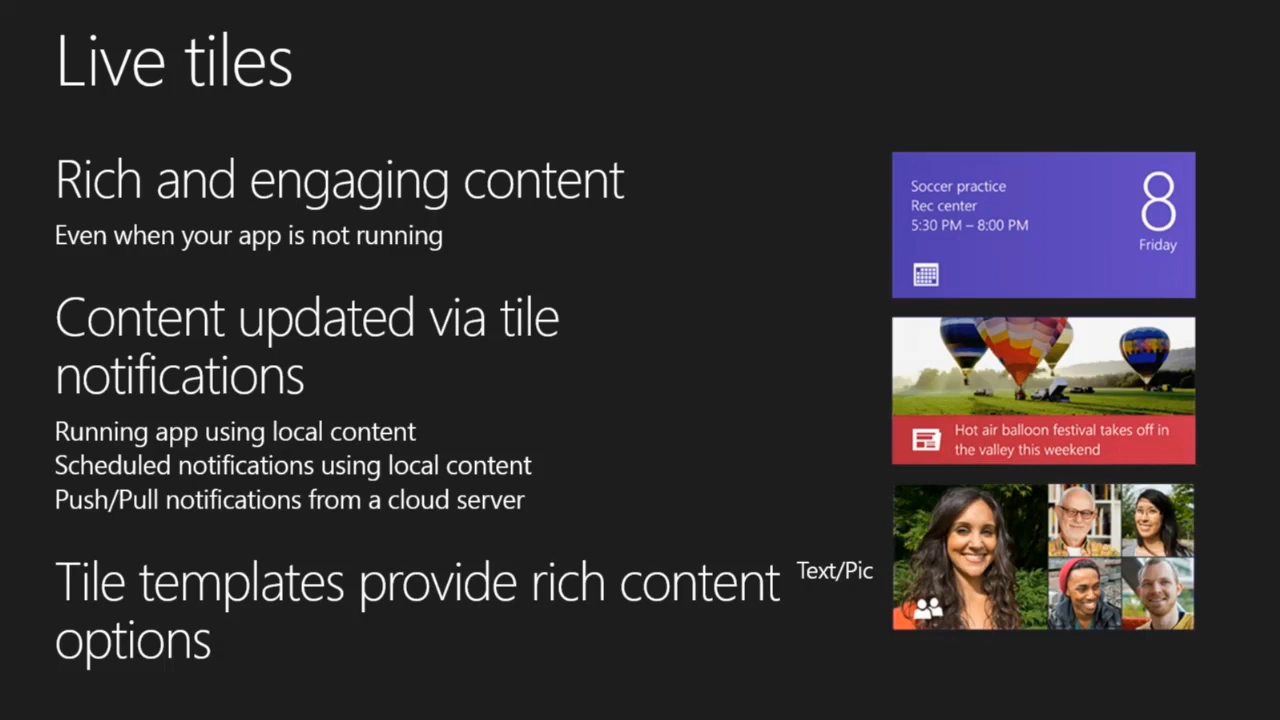 Live tiles
Rich and engaging content
Even when your app is not running
Content updated via tile
notifications
Running app using local content
Scheduled notifications using local content
Push/Pull notifications from a cloud server
Tile templates provide rich content
options
Text/Pic
Soccer practice
Rec center
5:30 PM – 8:00 PM
8
Friday
Hot air balloon festival takes off in
the valley this weekend